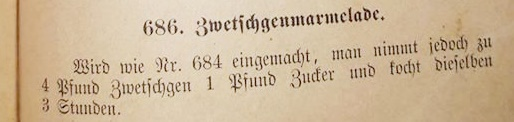 686. Zwetschgenmarmelade.
Wird wie Nr. 684 eingemacht, man nimmt jedoch zu
4 Pfund Zwetschgen 1 Pfund Zucker und kocht dieselben
3 Stunden.